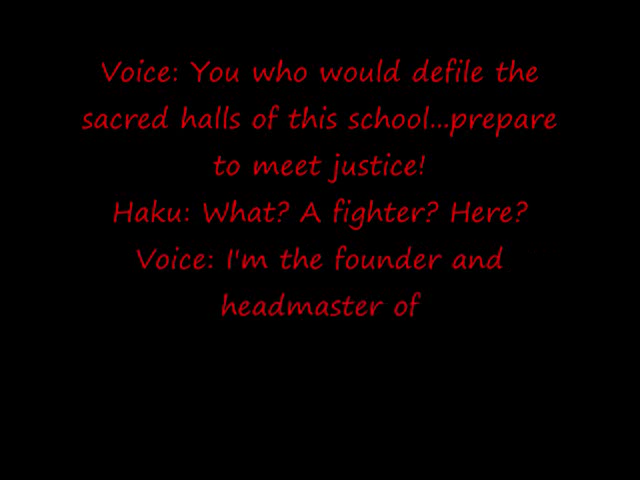 Voice: You who would defile the
sacred halls of this school...prepare
to meet justice!
Haku: What? A fighter? Here?
Voice: I'm the founder and
headmaster of